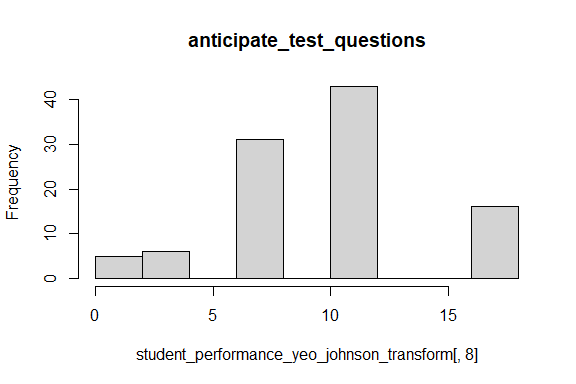 anticipate_test_questions
Frequency
40
30
20
10
0
0 5 10 15
student_performance_yeo_johnson_transform[, 8]